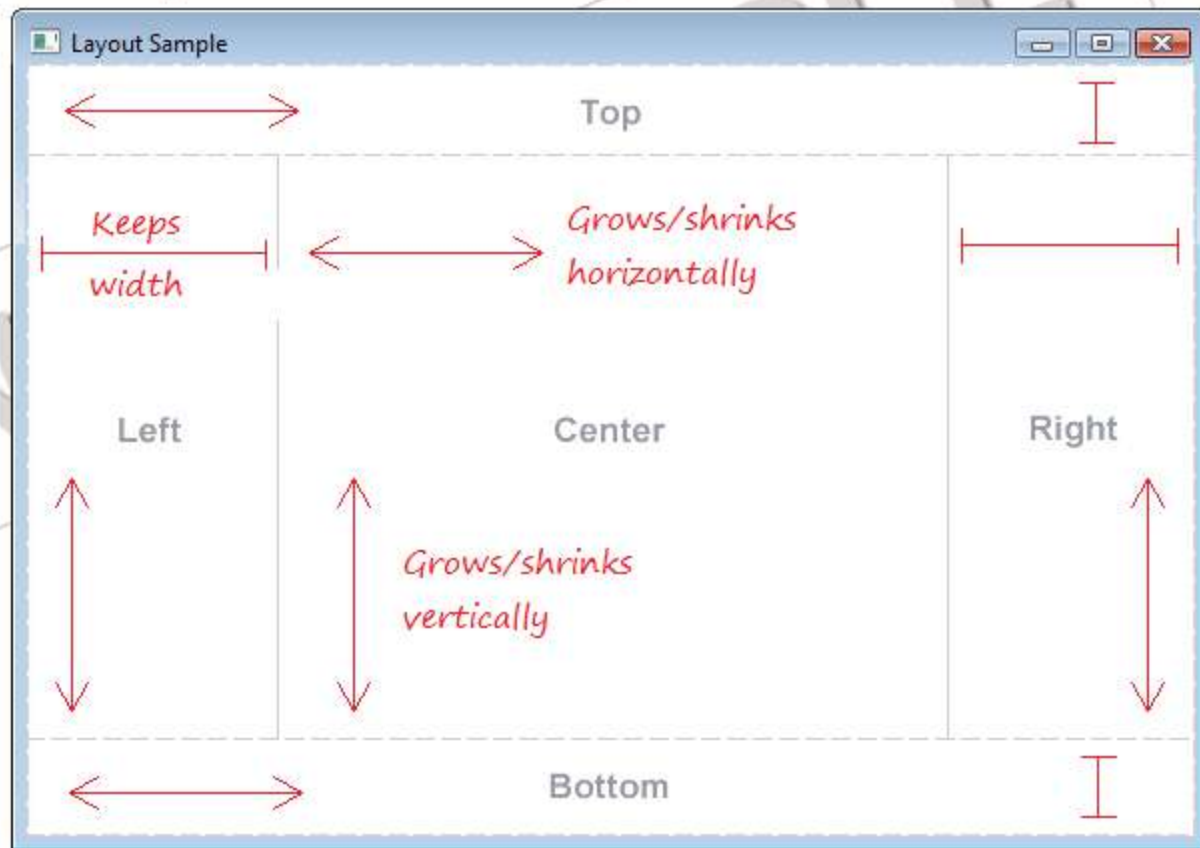 Layout Sample
Top
Keeps
width
Grows/shrinks
horizontally
Left
Center
Right
Grows/shrinks
vertically
Bottom